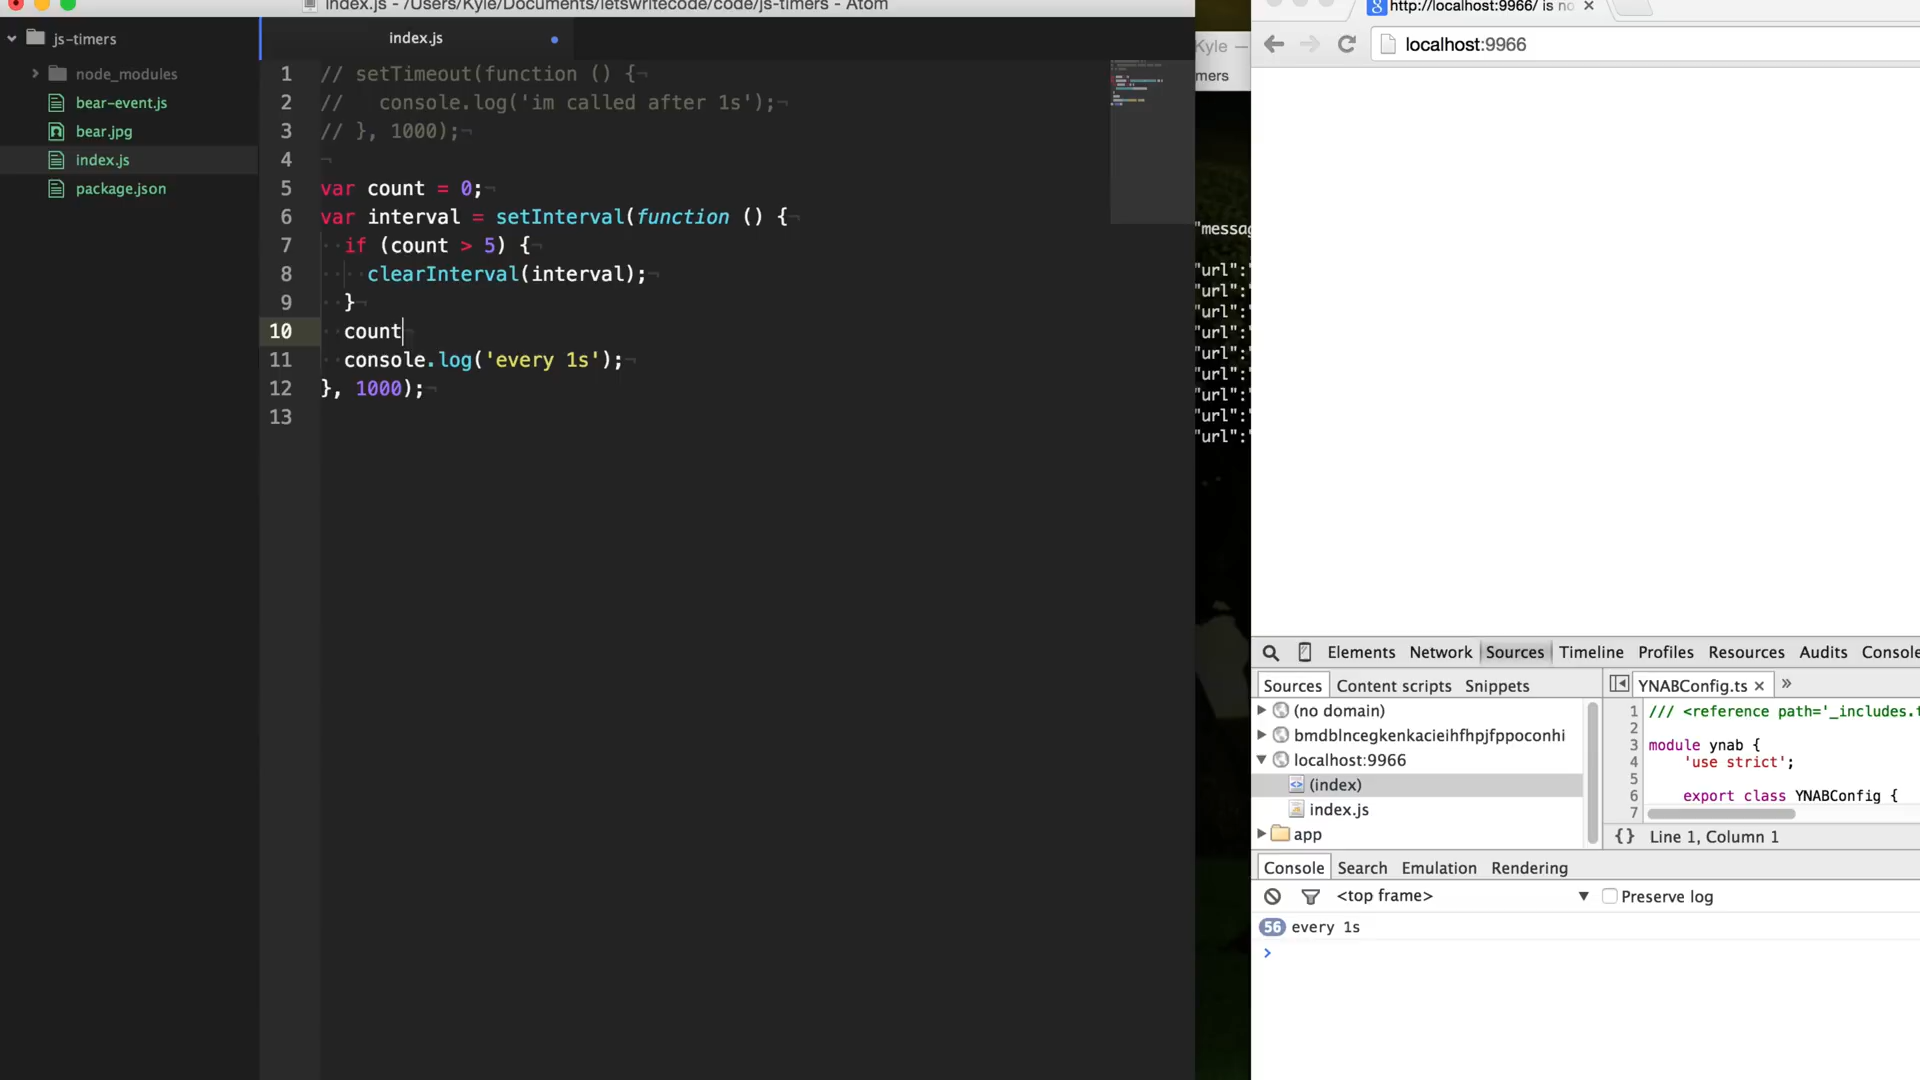 index.js - /Users/Kyle/Documents/letswritecode/code/js-timers - Atom
js-timers
node_modules
bear-event.js
bear.jpg
index.js
package.json
index.js
1 // setTimeout(function () {
2 //   console.log('im called after 1s');
3 // }, 1000);
4
5 var count = 0;
6 var interval = setInterval(function () {
7   if (count > 5) {
8     clearInterval(interval);
9   }
10   count
11   console.log('every 1s');
12 }, 1000);
13
Kyle —
mers
"messag
"url":"
"url":"
"url":"
"url":"
"url":"
"url":"
"url":"
"url":"
"url":"
http://localhost:9966/ is no
localhost:9966
Elements Network Sources Timeline Profiles Resources Audits Console
Sources Content scripts Snippets
(no domain)
bmdblncegkenkacieihfhpjfppoconhi
localhost:9966
(index)
index.js
app
YNABConfig.ts
1 /// <reference path='_includes.t
2
3 module ynab {
4     'use strict';
5
6     export class YNABConfig {
7
{} Line 1, Column 1
Console Search Emulation Rendering
<top frame> Preserve log
56 every 1s
>